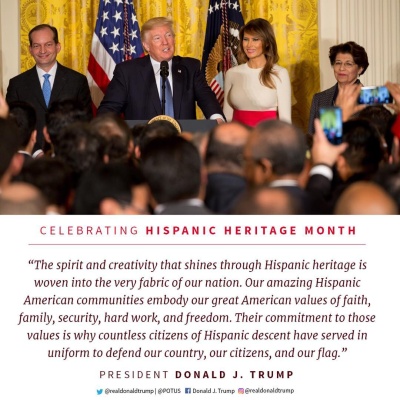 CELEBRATING HISPANIC HERITAGE MONTH
“The spirit and creativity that shines through Hispanic heritage is
woven into the very fabric of our nation. Our amazing Hispanic
American communities embody our great American values of faith,
family, security, hard work, and freedom. Their commitment to those
values is why countless citizens of Hispanic descent have served in
uniform to defend our country, our citizens, and our flag.”
PRESIDENT DONALD J. TRUMP
@realdonaldtrump | @POTUS Donald J. Trump @realdonaldtrump